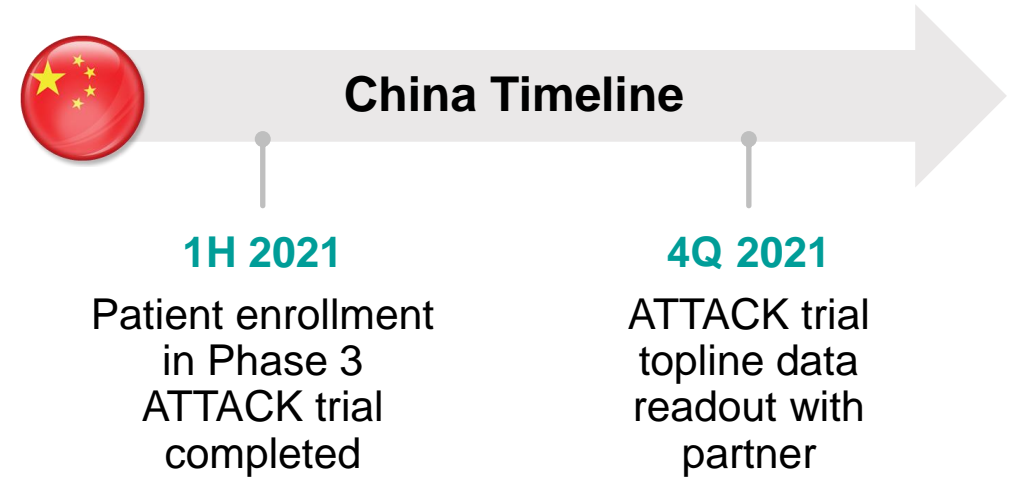 China Timeline
1H 2021
Patient enrollment
in Phase 3
ATTACK trial
completed
4Q 2021
ATTACK trial
topline data
readout with
partner